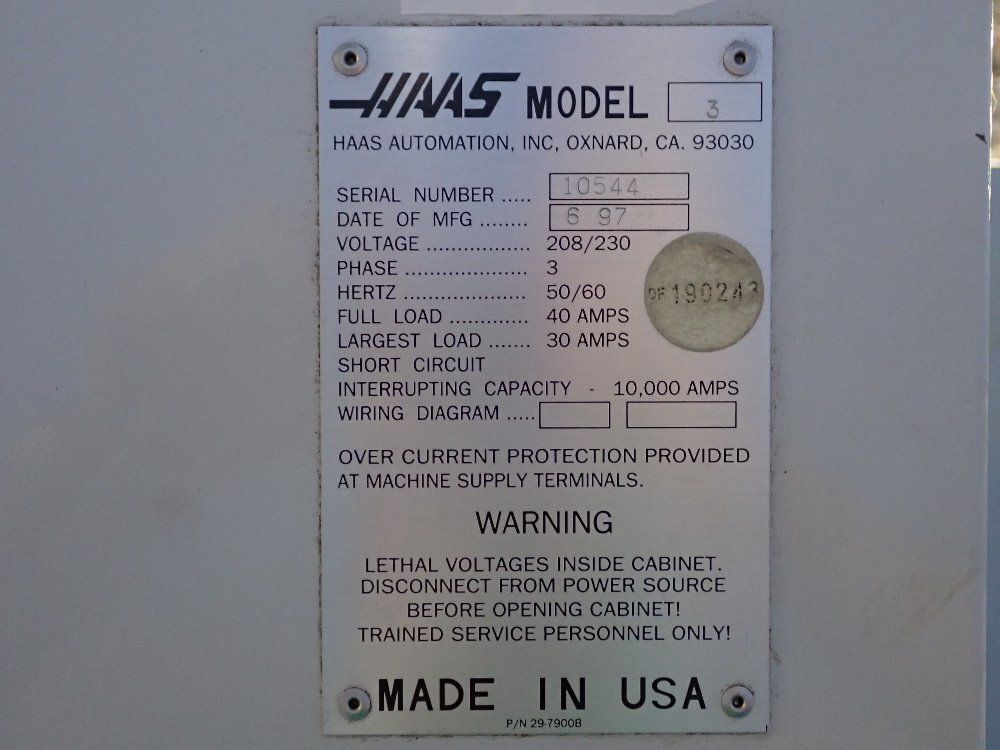 HAAS MODEL 3
HAAS AUTOMATION, INC, OXNARD, CA. 93030
SERIAL NUMBER ..... 10544
DATE OF MFG ........ 6 97
VOLTAGE ................. 208/230
PHASE .................... 3
HERTZ .................... 50/60
FULL LOAD ............. 40 AMPS
LARGEST LOAD ....... 30 AMPS
DF190243
SHORT CIRCUIT
INTERRUPTING CAPACITY - 10,000 AMPS
WIRING DIAGRAM .....
OVER CURRENT PROTECTION PROVIDED
AT MACHINE SUPPLY TERMINALS.
WARNING
LETHAL VOLTAGES INSIDE CABINET.
DISCONNECT FROM POWER SOURCE
BEFORE OPENING CABINET!
TRAINED SERVICE PERSONNEL ONLY!
MADE IN USA
P/N 29-7900B